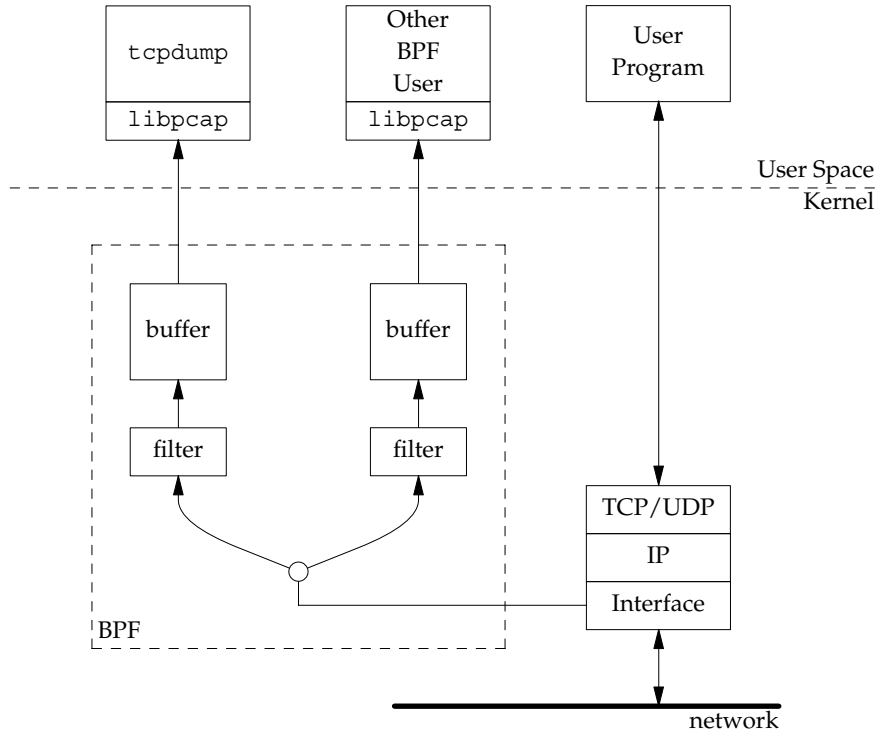 tcpdump
libpcap
Other
BPF
User
libpcap
User
Program
User Space
Kernel
buffer
buffer
filter
filter
TCP/UDP
IP
Interface
BPF
network